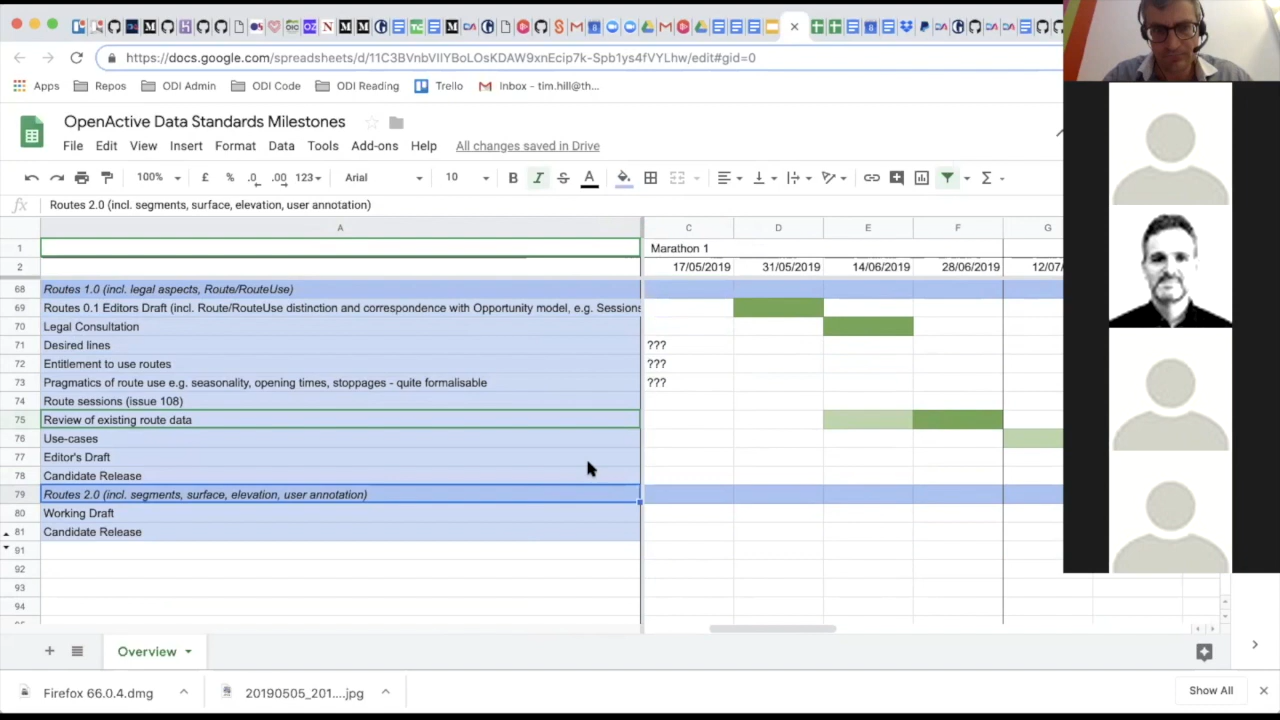 https://docs.google.com/spreadsheets/d/11C3BVnbVIIYBoLOsKDAW9xnEcip7k-Spb1ys4fVYLhw/edit#gid=0
Apps Repos ODI Admin ODI Code ODI Reading Trello Inbox - tim.hill@th...
OpenActive Data Standards Milestones
File Edit View Insert Format Data Tools Add-ons Help All changes saved in Drive
100% £ % .0 .00 123 Arial 10 B I S A
fx Routes 2.0 (incl. segments, surface, elevation, user annotation)
A C D E F G
1 Marathon 1
2 17/05/2019 31/05/2019 14/06/2019 28/06/2019 12/07/
68 Routes 1.0 (incl. legal aspects, Route/RouteUse)
69 Routes 0.1 Editors Draft (incl. Route/RouteUse distinction and correspondence with Opportunity model, e.g. Sessions
70 Legal Consultation
71 Desired lines ???
72 Entitlement to use routes ???
73 Pragmatics of route use e.g. seasonality, opening times, stoppages - quite formalisable ???
74 Route sessions (issue 108)
75 Review of existing route data
76 Use-cases
77 Editor's Draft
78 Candidate Release
79 Routes 2.0 (incl. segments, surface, elevation, user annotation)
80 Working Draft
81 Candidate Release
91
92
93
94
Overview
Firefox 66.0.4.dmg 20190505_201....jpg Show All